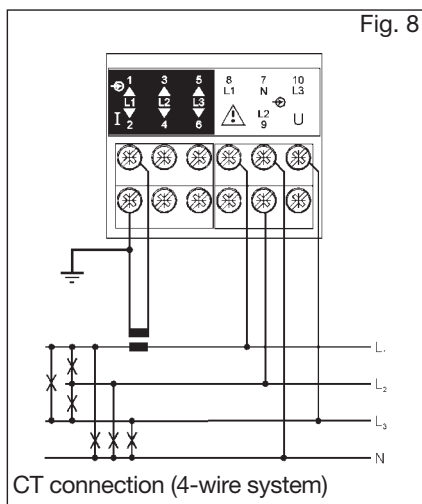 Fig. 8
1 3 5 8 7 10
L1 N L3
L1 L2 L3
I L2 U
2 4 6 9
L₁
L₂
L₃
N
CT connection (4-wire system)